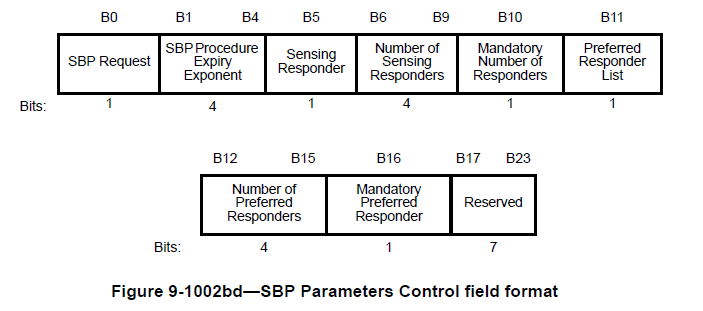 B0 B1 B4 B5 B6 B9 B10 B11
SBP Request
SBP Procedure
Expiry
Exponent
Sensing
Responder
Number of
Sensing
Responders
Mandatory
Number of
Responders
Preferred
Responder
List
Bits: 1 4 1 4 1 1
B12 B15 B16 B17 B23
Number of
Preferred
Responders
Mandatory
Preferred
Responder
Reserved
Bits: 4 1 7
Figure 9-1002bd—SBP Parameters Control field format